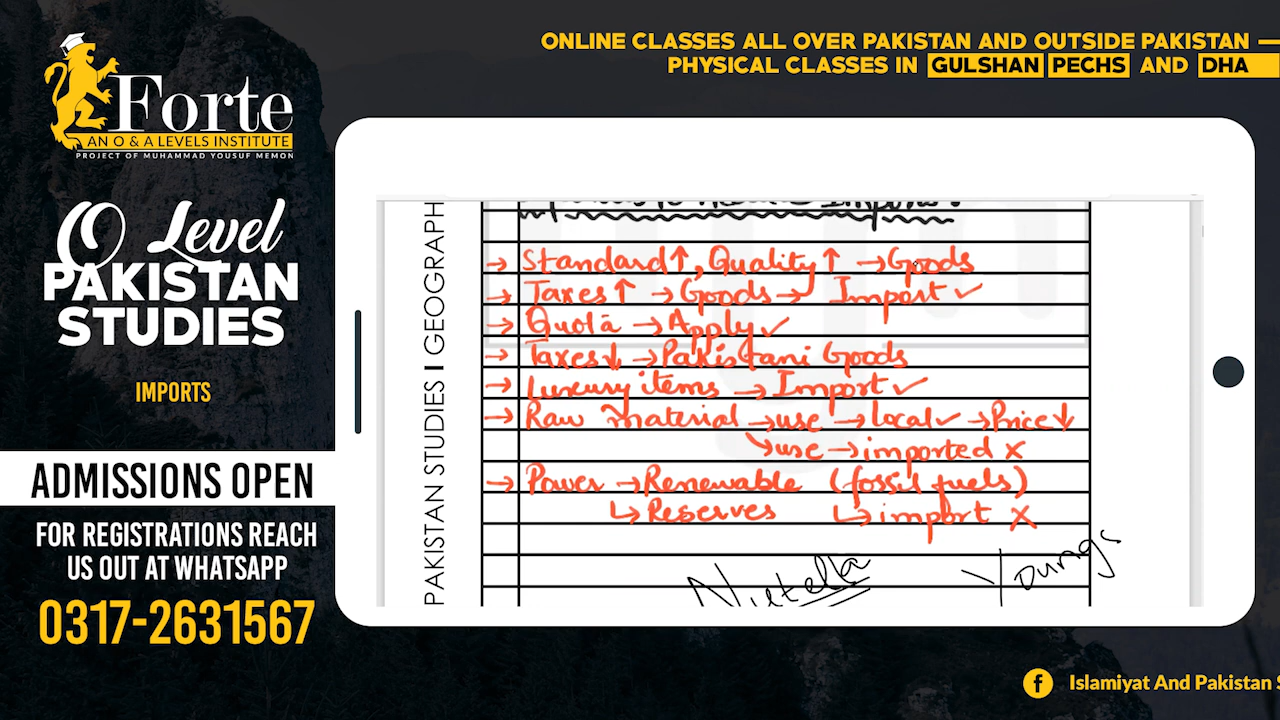 Forte
AN O & A LEVELS INSTITUTE
PROJECT OF MUHAMMAD YOUSUF MEMON
O Level
PAKISTAN
STUDIES
IMPORTS
ADMISSIONS OPEN
FOR REGISTRATIONS REACH
US OUT AT WHATSAPP
0317-2631567
ONLINE CLASSES ALL OVER PAKISTAN AND OUTSIDE PAKISTAN —
PHYSICAL CLASSES IN GULSHAN PECHS AND DHA
PAKISTAN STUDIES I GEOGRAPH
→ Standard↑, Quality↑ → Goods
→ Taxes↑ → Goods → Import ✓
→ Quota → Apply ✓
→ Taxes↓ → Pakistani Goods
→ Luxury items → Import ✓
→ Raw material → use → local ✓ → Price↓
↘ use → imported ✗
→ Power → Renewable (fossil fuels)
↳ Reserves ↳ import ✗
Nutella Youngs
f Islamiyat And Pakistan S